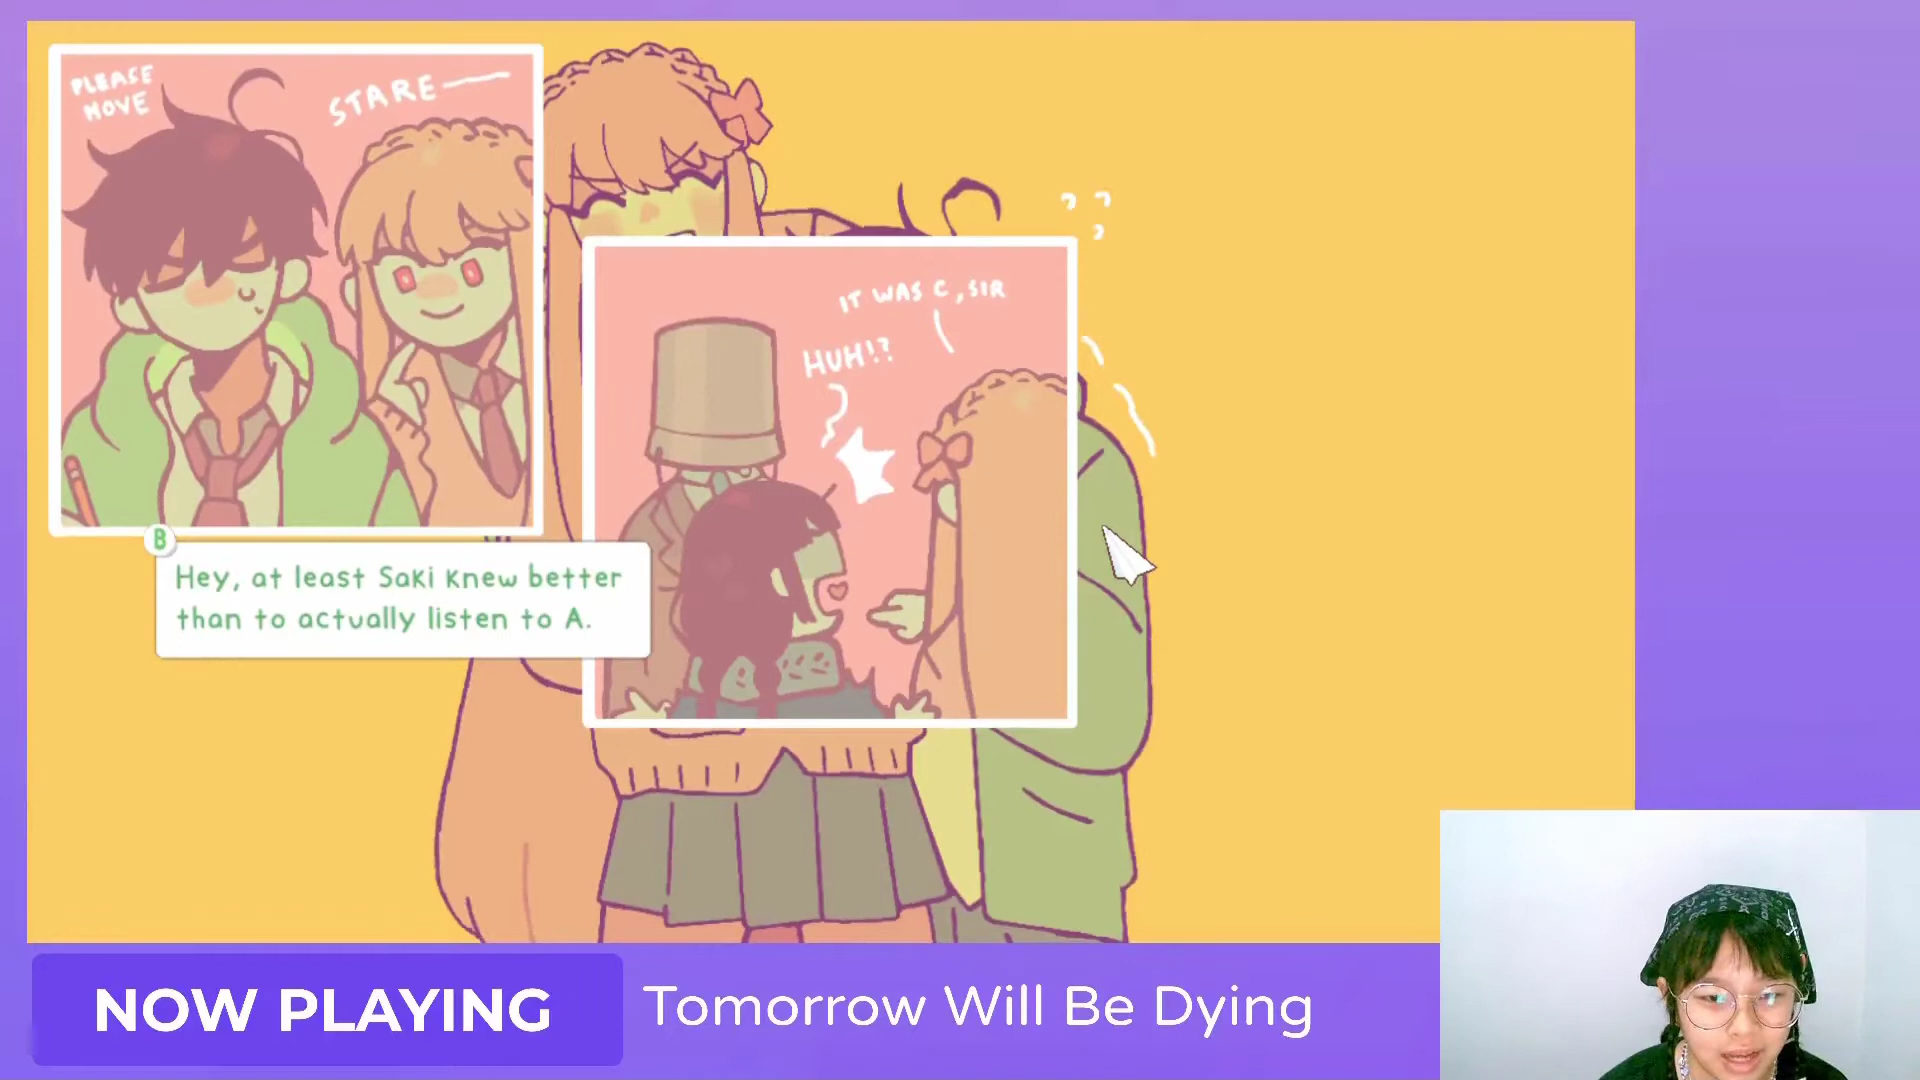 PLEASE
MOVE
STARE
IT WAS C, SIR
HUH!?
B
Hey, at least Saki knew better
than to actually listen to A.
NOW PLAYING
Tomorrow Will Be Dying